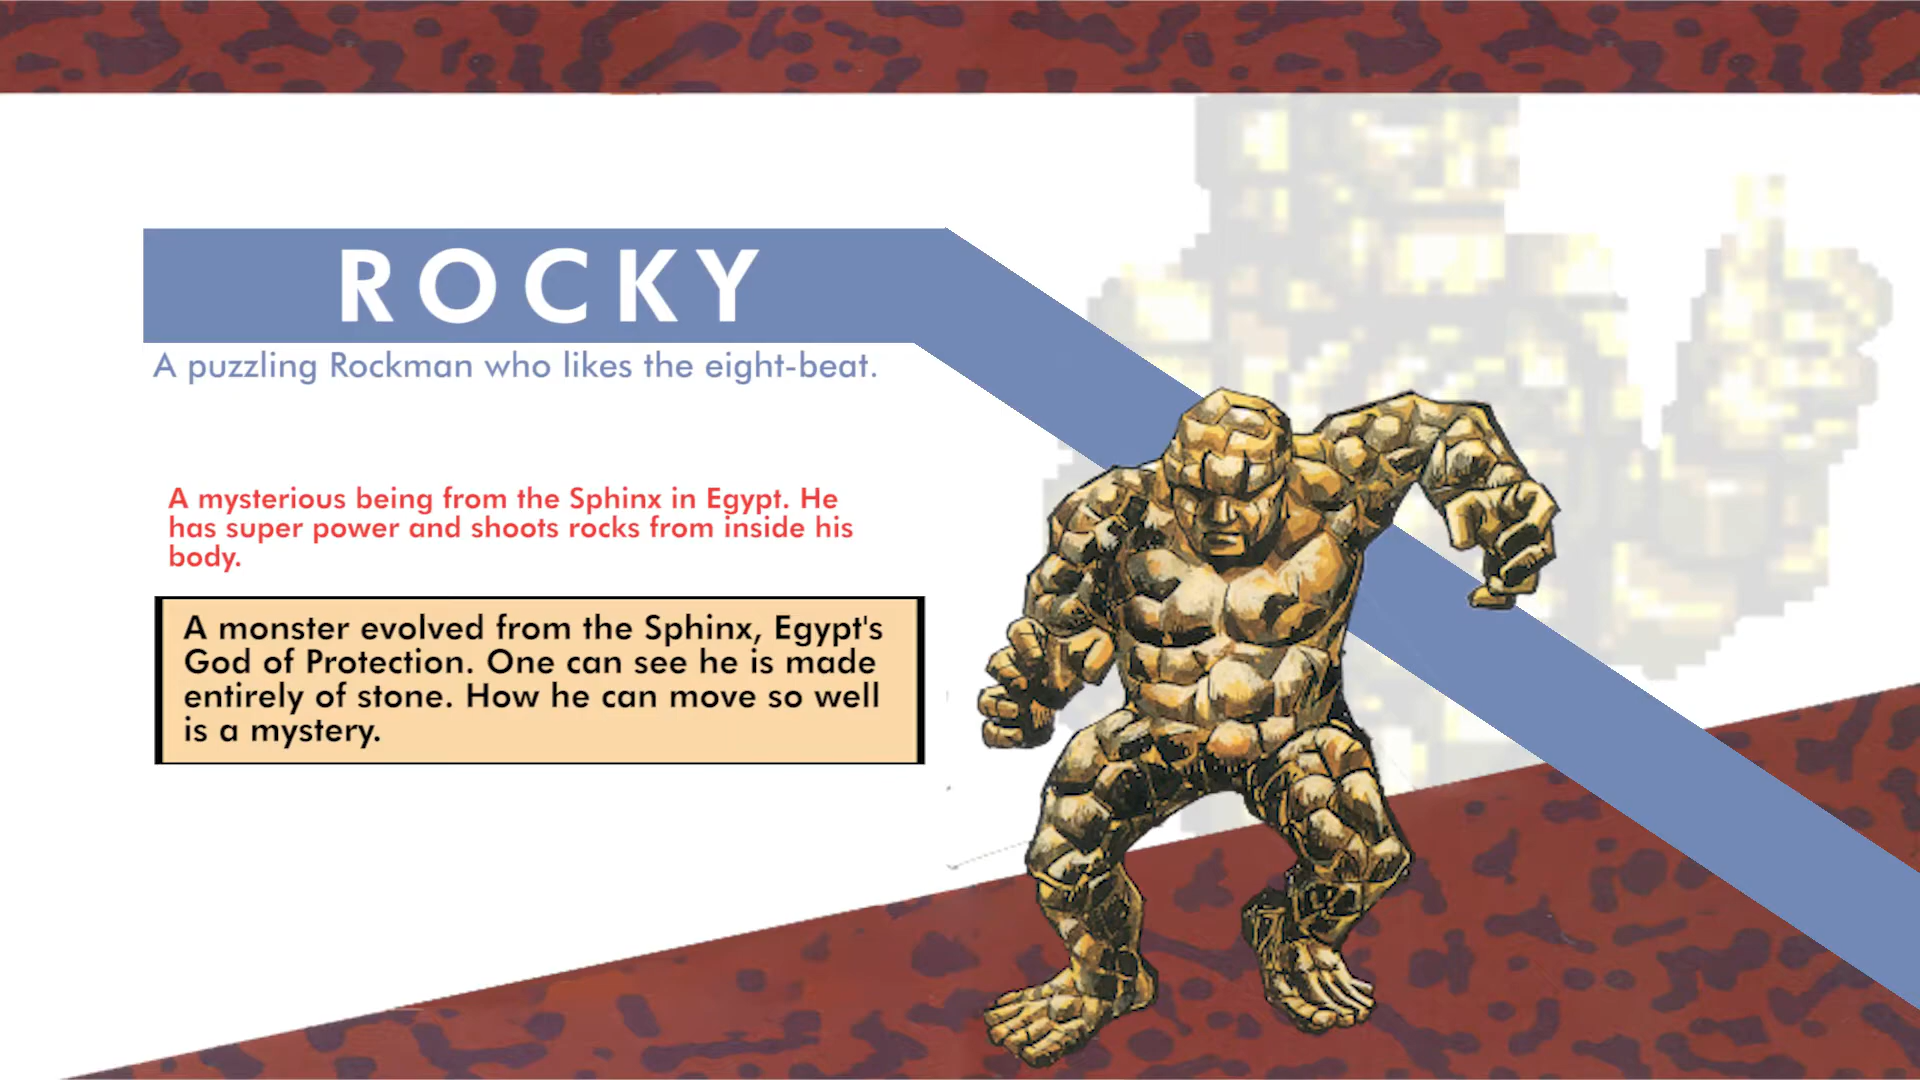 ROCKY
A puzzling Rockman who likes the eight-beat.
A mysterious being from the Sphinx in Egypt. He
has super power and shoots rocks from inside his
body.
A monster evolved from the Sphinx, Egypt's
God of Protection. One can see he is made
entirely of stone. How he can move so well
is a mystery.